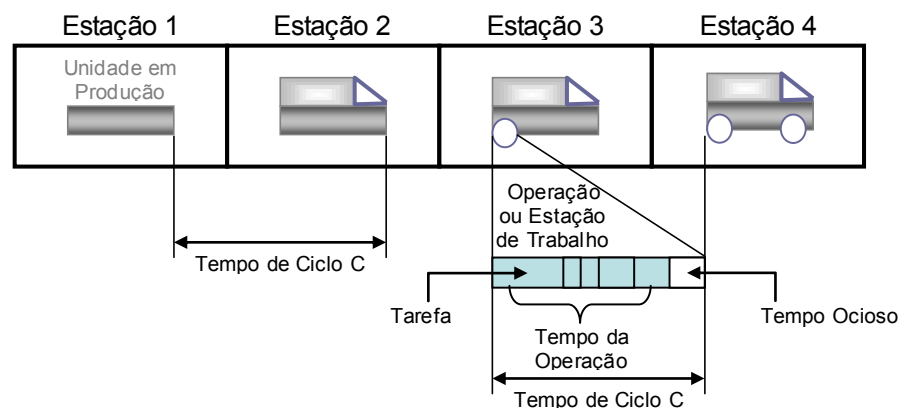 Estação 1
Estação 2
Estação 3
Estação 4
Unidade em
Produção
Operação
ou Estação
de Trabalho
Tempo de Ciclo C
Tarefa
Tempo Ocioso
Tempo da
Operação
Tempo de Ciclo C